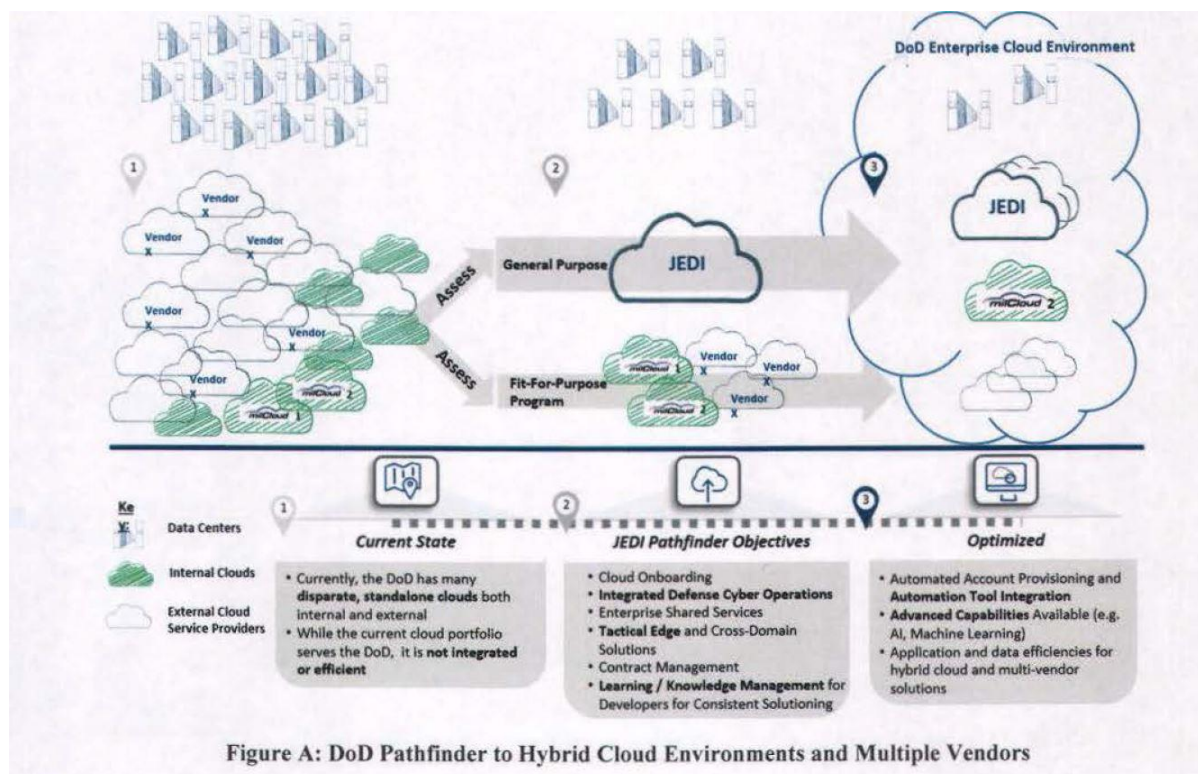 DoD Enterprise Cloud Environment
1
2
3
Vendor
X
Vendor
X
Vendor
X
Vendor
X
Vendor
X
Vendor
X
milCloud 2
milCloud 1
Assess
Assess
General Purpose
JEDI
Fit-For-Purpose
Program
milCloud 1
milCloud 2
Vendor
X
Vendor
X
Vendor
X
JEDI
milCloud 2
Ke
y:
Data Centers
Internal Clouds
External Cloud
Service Providers
1
Current State
• Currently, the DoD has many
disparate, standalone clouds both
internal and external
• While the current cloud portfolio
serves the DoD, it is not integrated
or efficient
2
JEDI Pathfinder Objectives
• Cloud Onboarding
• Integrated Defense Cyber Operations
• Enterprise Shared Services
• Tactical Edge and Cross-Domain
Solutions
• Contract Management
• Learning / Knowledge Management for
Developers for Consistent Solutioning
3
Optimized
• Automated Account Provisioning and
Automation Tool Integration
• Advanced Capabilities Available (e.g.
AI, Machine Learning)
• Application and data efficiencies for
hybrid cloud and multi-vendor
solutions
Figure A: DoD Pathfinder to Hybrid Cloud Environments and Multiple Vendors